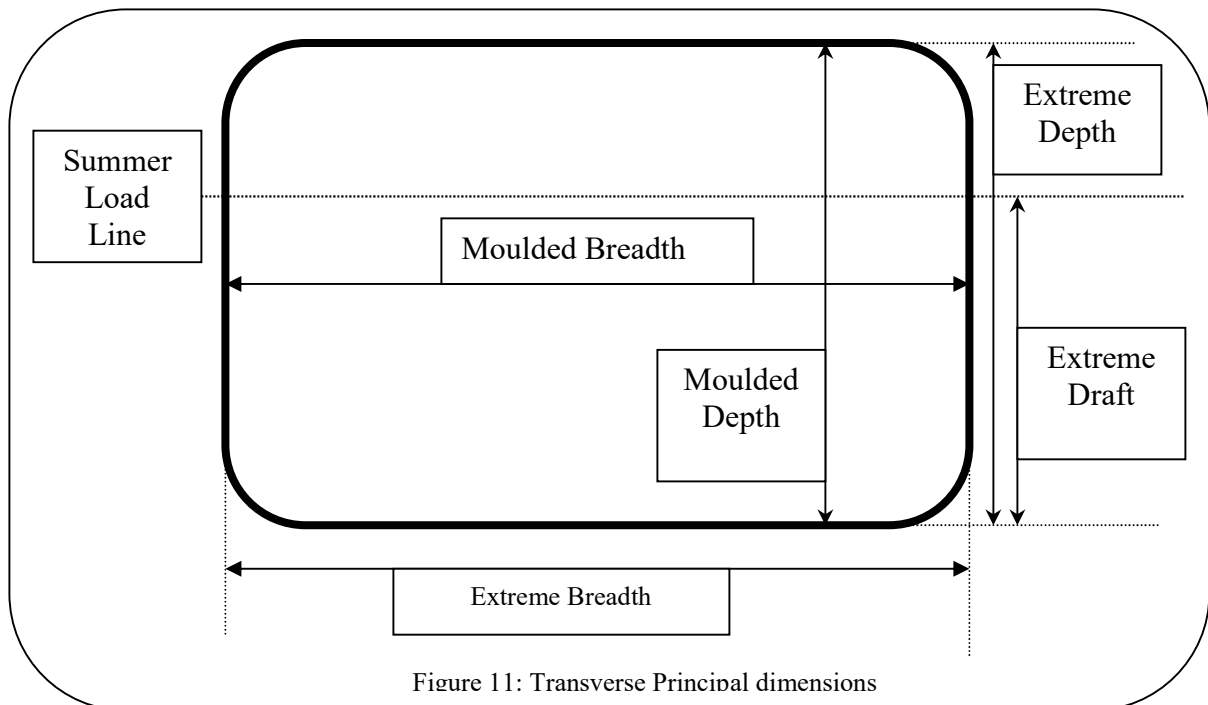 Extreme
Depth
Summer
Load
Line
Moulded Breadth
Moulded
Depth
Extreme
Draft
Extreme Breadth
Figure 11: Transverse Principal dimensions